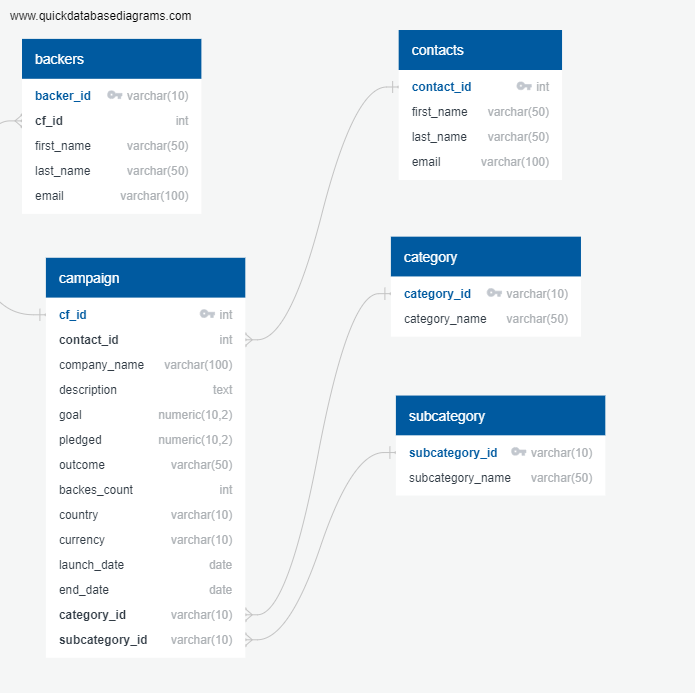 www.quickdatabasediagrams.com
backers
backer_id varchar(10)
cf_id int
first_name varchar(50)
last_name varchar(50)
email varchar(100)
contacts
contact_id int
first_name varchar(50)
last_name varchar(50)
email varchar(100)
campaign
cf_id int
contact_id int
company_name varchar(100)
description text
goal numeric(10,2)
pledged numeric(10,2)
outcome varchar(50)
backes_count int
country varchar(10)
currency varchar(10)
launch_date date
end_date date
category_id varchar(10)
subcategory_id varchar(10)
category
category_id varchar(10)
category_name varchar(50)
subcategory
subcategory_id varchar(10)
subcategory_name varchar(50)